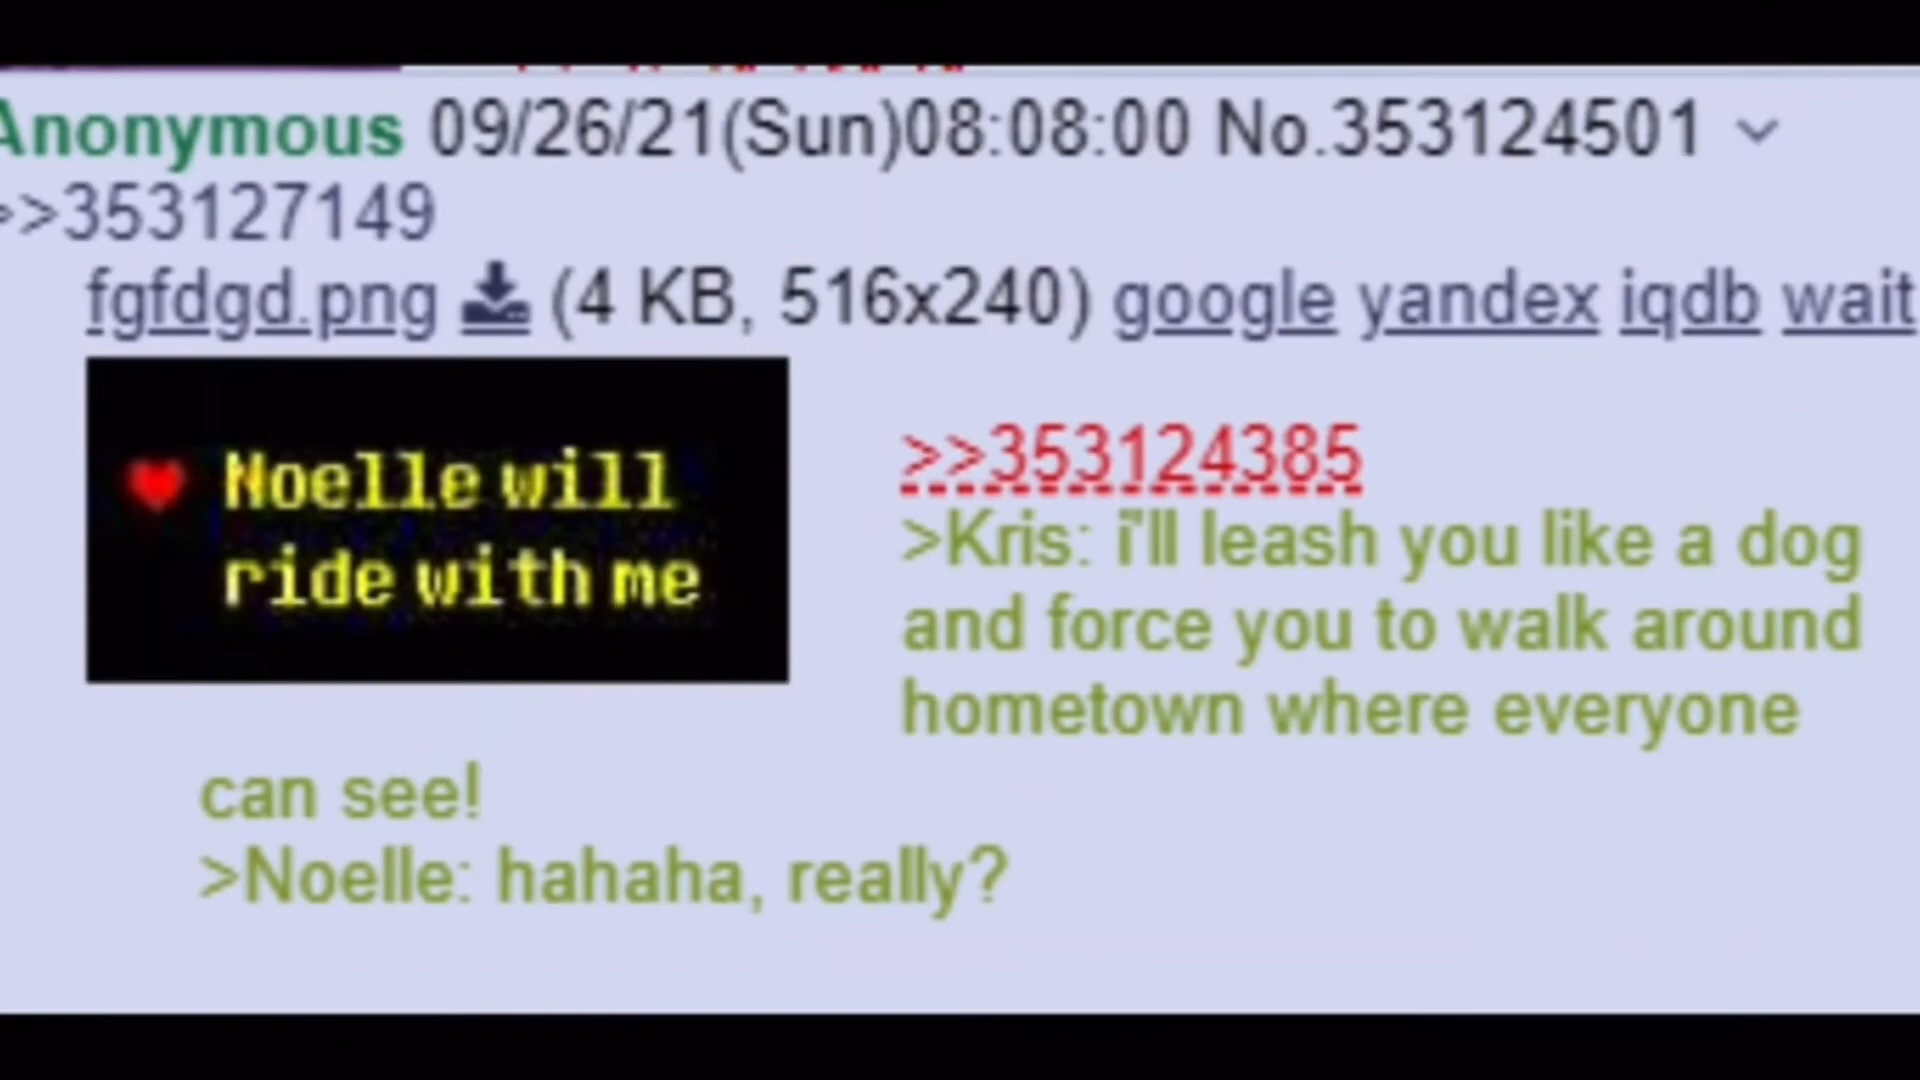 Anonymous 09/26/21(Sun)08:08:00 No.353124501
>>353127149
fgfdgd.png (4 KB, 516x240) google yandex iqdb wait
Noelle will
ride with me
>>353124385
>Kris: i'll leash you like a dog
and force you to walk around
hometown where everyone
can see!
>Noelle: hahaha, really?